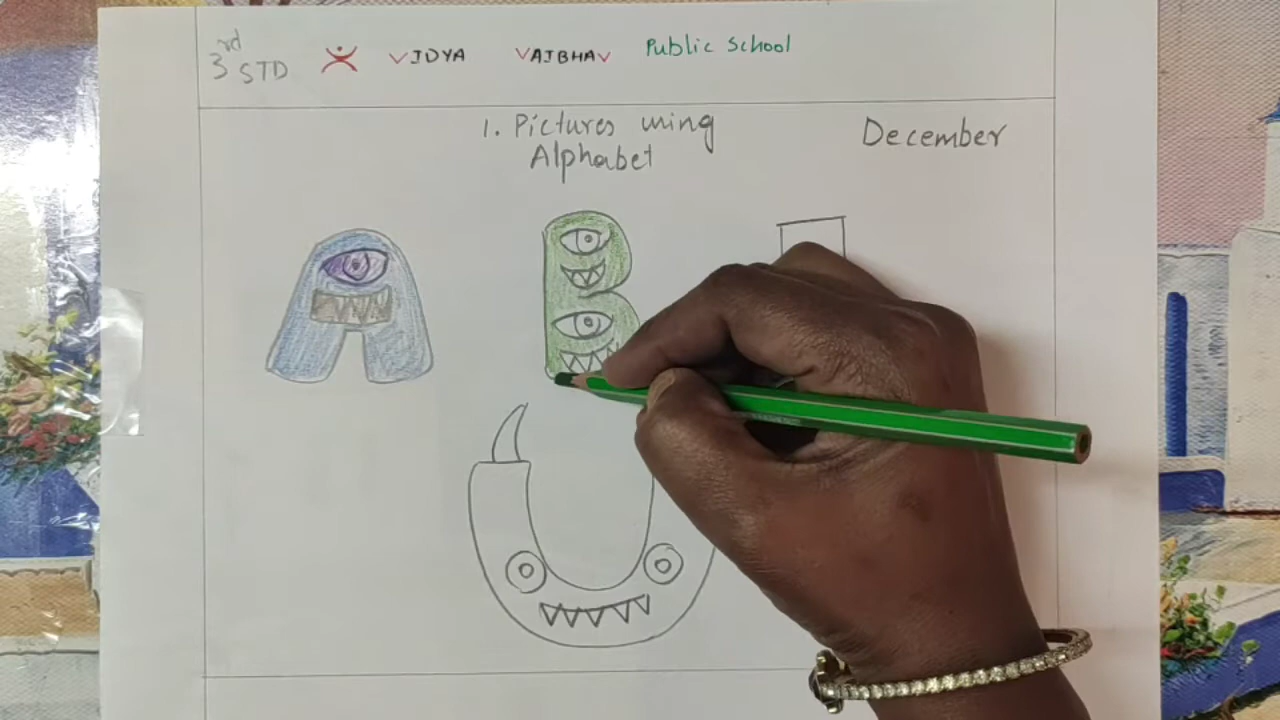 3rd STD VIDYA VAIBHAV Public School
1. Pictures using
Alphabet
December
A
B
U